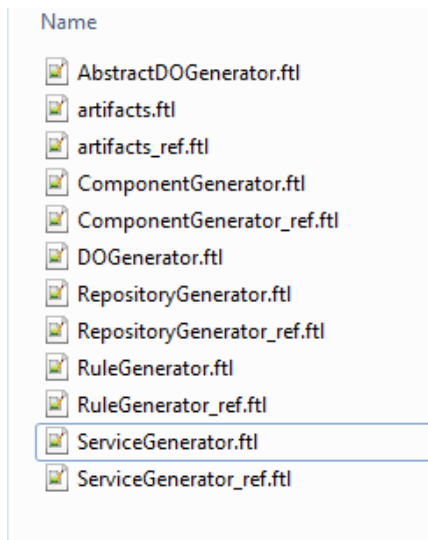 Name
AbstractDOGenerator.ftl
artifacts.ftl
artifacts_ref.ftl
ComponentGenerator.ftl
ComponentGenerator_ref.ftl
DOGenerator.ftl
RepositoryGenerator.ftl
RepositoryGenerator_ref.ftl
RuleGenerator.ftl
RuleGenerator_ref.ftl
ServiceGenerator.ftl
ServiceGenerator_ref.ftl